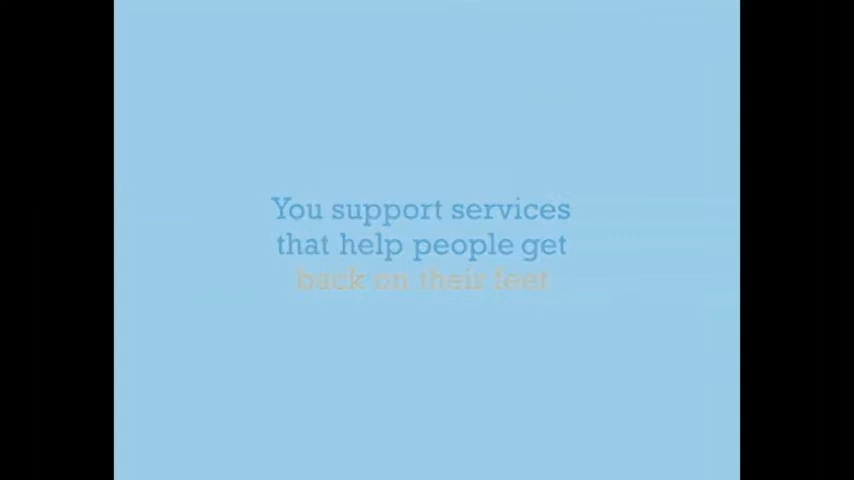 You support services
that help people get
back on their feet